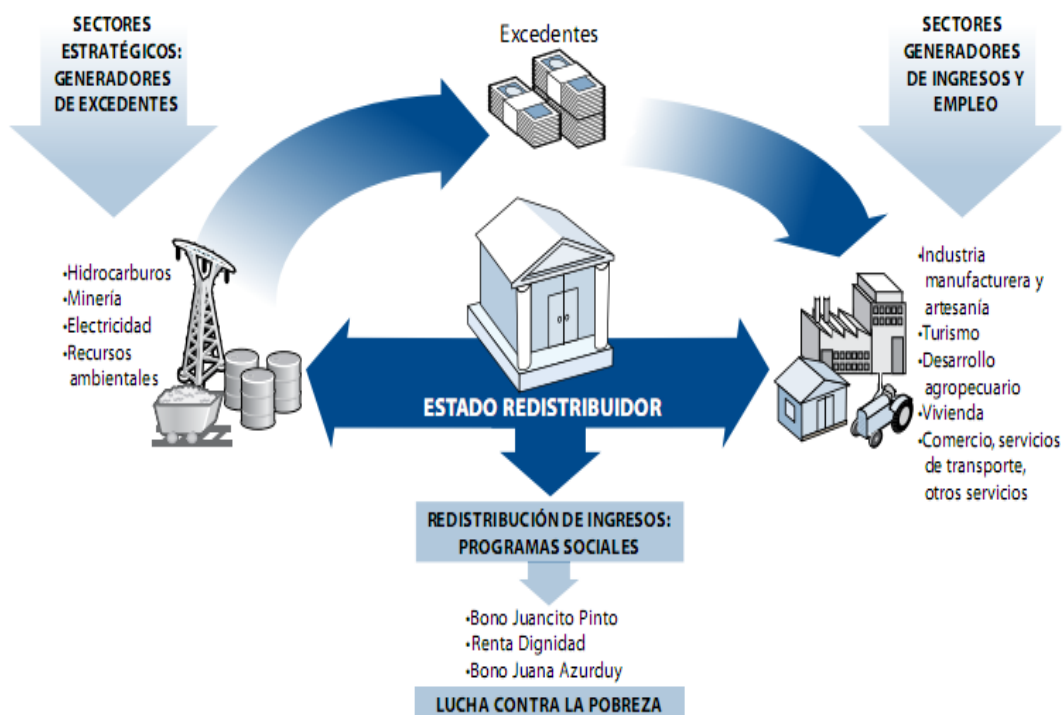 SECTORES
ESTRATÉGICOS:
GENERADORES
DE EXCEDENTES
Excedentes
SECTORES
GENERADORES
DE INGRESOS Y
EMPLEO
•Hidrocarburos
•Minería
•Electricidad
•Recursos
ambientales
•Industria
manufacturera y
artesanía
•Turismo
•Desarrollo
agropecuario
•Vivienda
•Comercio, servicios
de transporte,
otros servicios
ESTADO REDISTRIBUIDOR
REDISTRIBUCIÓN DE INGRESOS:
PROGRAMAS SOCIALES
•Bono Juancito Pinto
•Renta Dignidad
•Bono Juana Azurduy
LUCHA CONTRA LA POBREZA